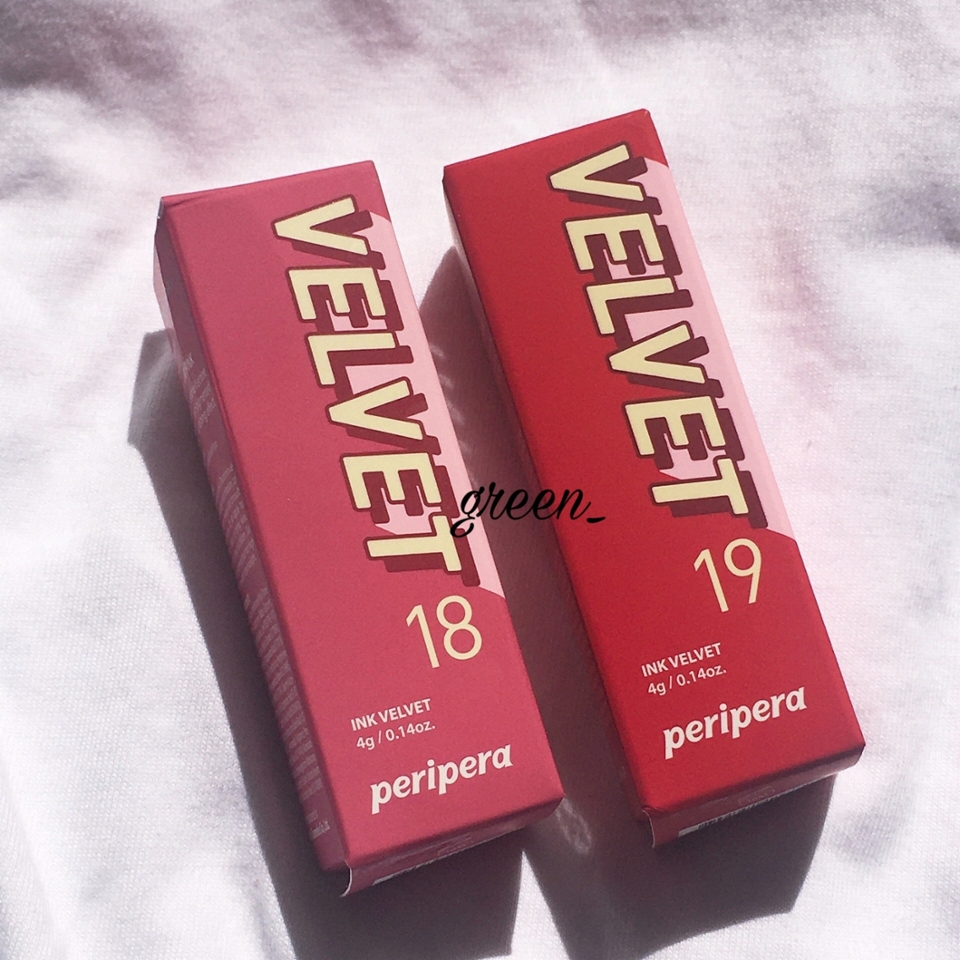 VELVET
18
INK VELVET
4g / 0.14oz.
peripera
green_
VELVET
19
INK VELVET
4g / 0.14oz.
peripera